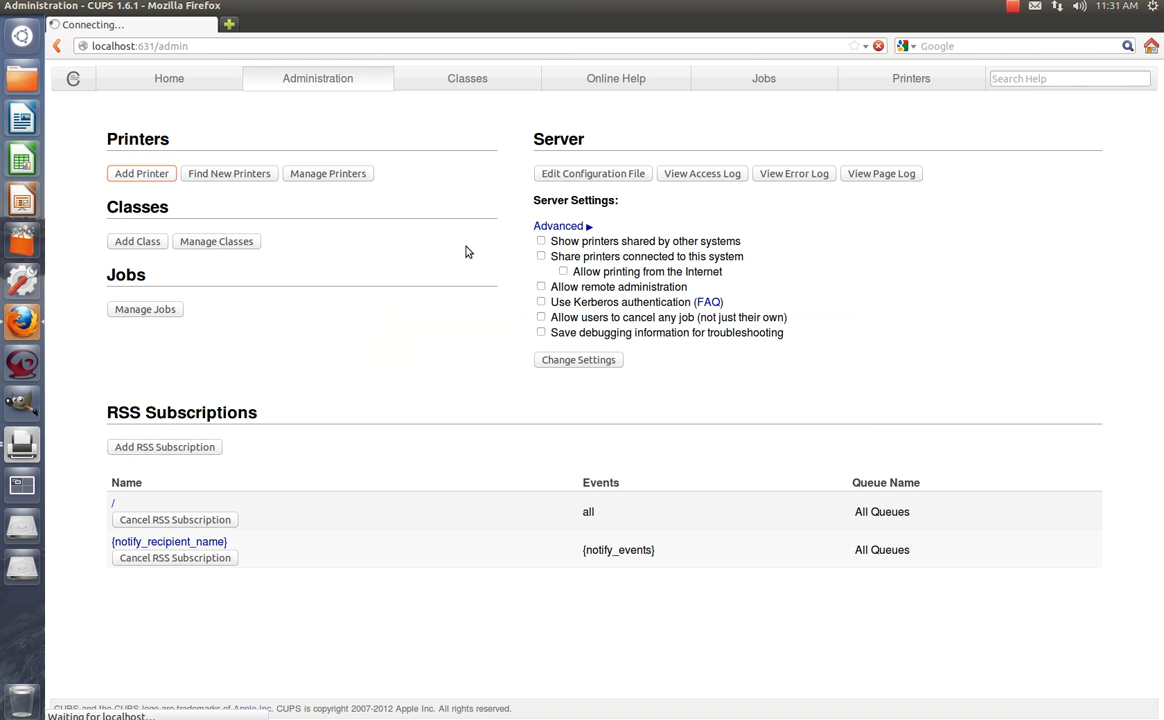 Administration - CUPS 1.6.1 - Mozilla Firefox
11:31 AM
Connecting...
localhost:631/admin
Google
Home
Administration
Classes
Online Help
Jobs
Printers
Search Help
Printers
Add Printer
Find New Printers
Manage Printers
Classes
Add Class
Manage Classes
Jobs
Manage Jobs
Server
Edit Configuration File
View Access Log
View Error Log
View Page Log
Server Settings:
Advanced ▶
Show printers shared by other systems
Share printers connected to this system
Allow printing from the Internet
Allow remote administration
Use Kerberos authentication (FAQ)
Allow users to cancel any job (not just their own)
Save debugging information for troubleshooting
Change Settings
RSS Subscriptions
Add RSS Subscription
Name Events Queue Name
/
Cancel RSS Subscription
all All Queues
{notify_recipient_name}
Cancel RSS Subscription
{notify_events} All Queues
CUPS and the CUPS logo are trademarks of Apple Inc. CUPS is copyright 2007-2012 Apple Inc. All rights reserved.
Waiting for localhost...